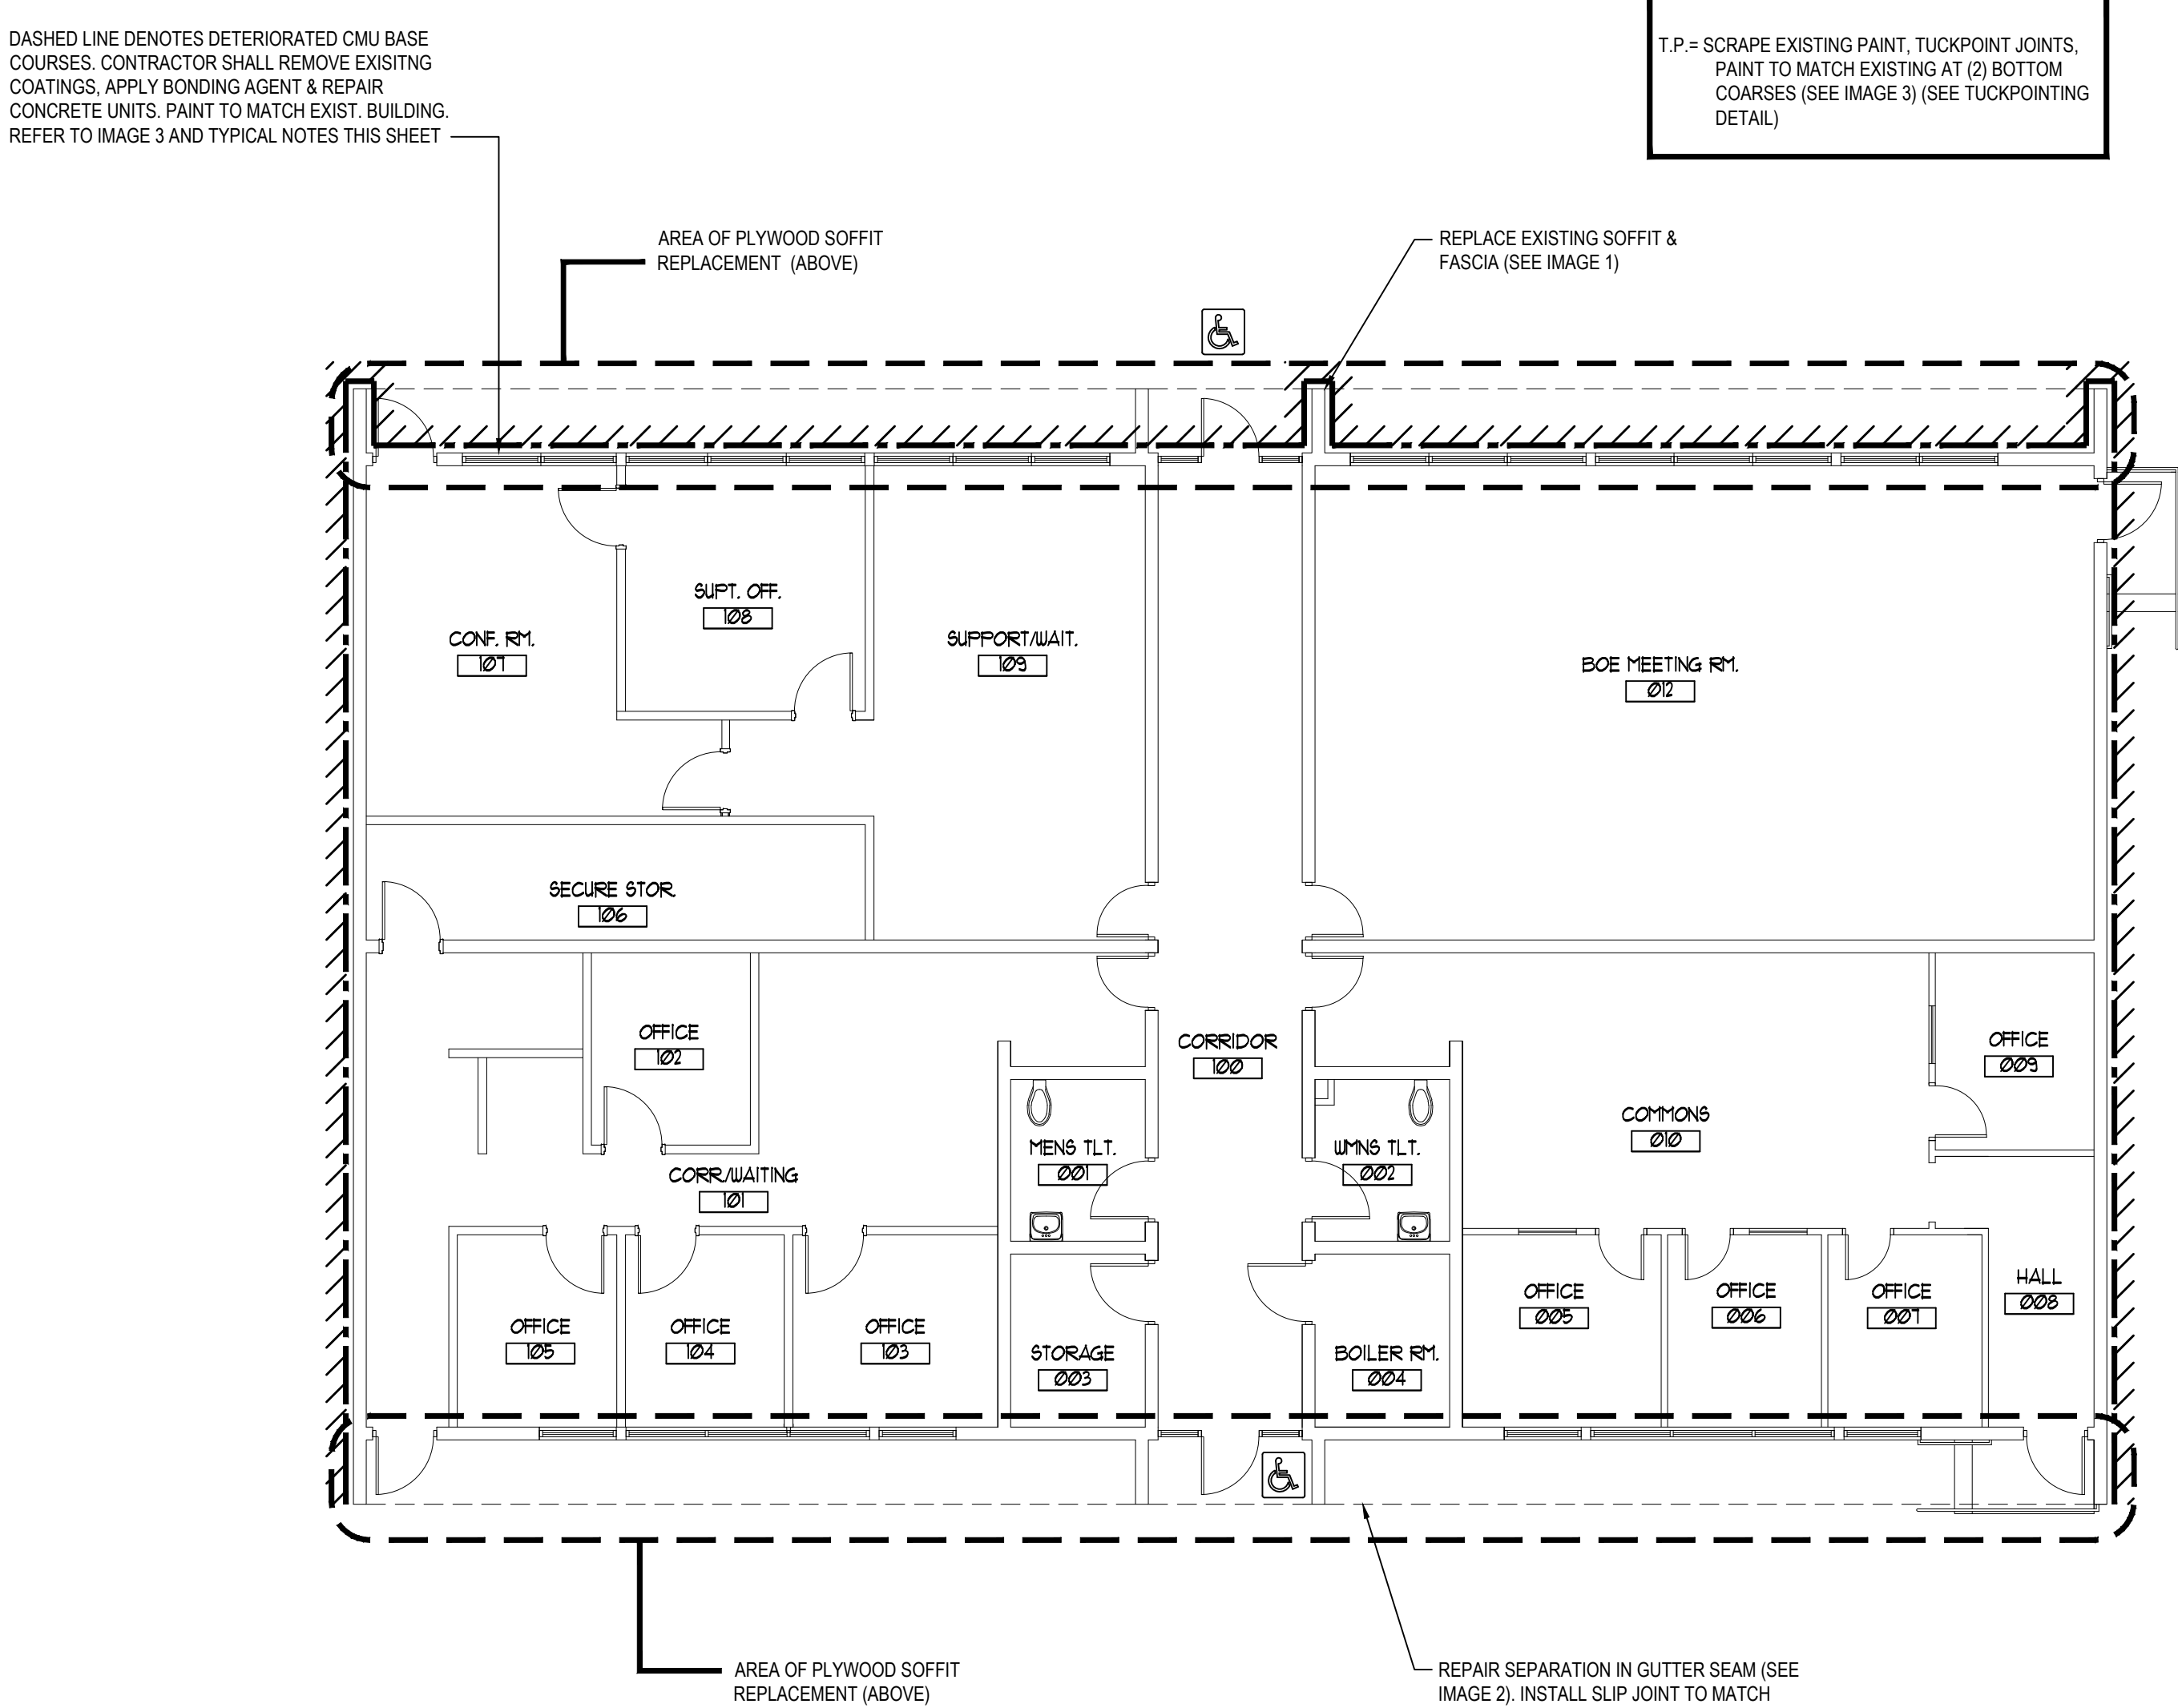 DASHED LINE DENOTES DETERIORATED CMU BASE
COURSES. CONTRACTOR SHALL REMOVE EXISITNG
COATINGS, APPLY BONDING AGENT & REPAIR
CONCRETE UNITS. PAINT TO MATCH EXIST. BUILDING.
REFER TO IMAGE 3 AND TYPICAL NOTES THIS SHEET
T.P.= SCRAPE EXISTING PAINT, TUCKPOINT JOINTS,
PAINT TO MATCH EXISTING AT (2) BOTTOM
COARSES (SEE IMAGE 3) (SEE TUCKPOINTING
DETAIL)
AREA OF PLYWOOD SOFFIT
REPLACEMENT (ABOVE)
REPLACE EXISTING SOFFIT &
FASCIA (SEE IMAGE 1)
SUPT. OFF.
108
CONF. RM.
107
SUPPORT/WAIT.
109
BOE MEETING RM.
012
SECURE STOR.
106
OFFICE
102
CORRIDOR
100
OFFICE
009
COMMONS
010
MENS TLT.
001
WMNS TLT.
002
CORR./WAITING
101
OFFICE
105
OFFICE
104
OFFICE
103
STORAGE
003
BOILER RM.
004
OFFICE
005
OFFICE
006
OFFICE
007
HALL
008
AREA OF PLYWOOD SOFFIT
REPLACEMENT (ABOVE)
REPAIR SEPARATION IN GUTTER SEAM (SEE
IMAGE 2). INSTALL SLIP JOINT TO MATCH